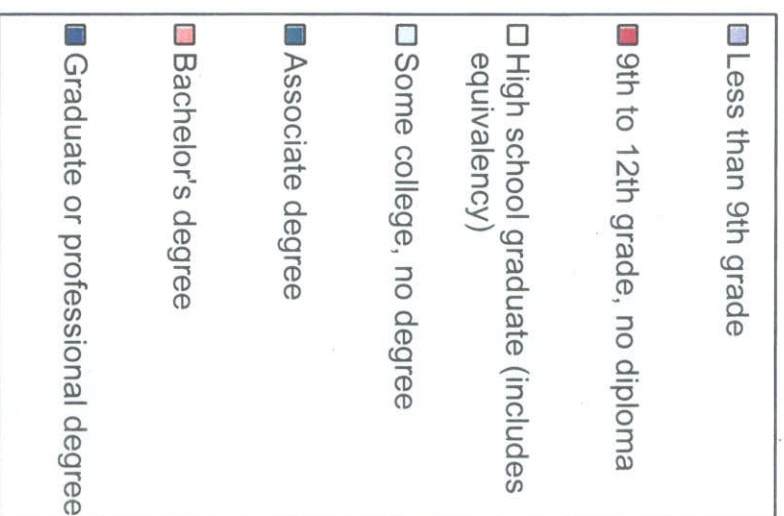 Less than 9th grade
9th to 12th grade, no diploma
High school graduate (includes
equivalency)
Some college, no degree
Associate degree
Bachelor's degree
Graduate or professional degree